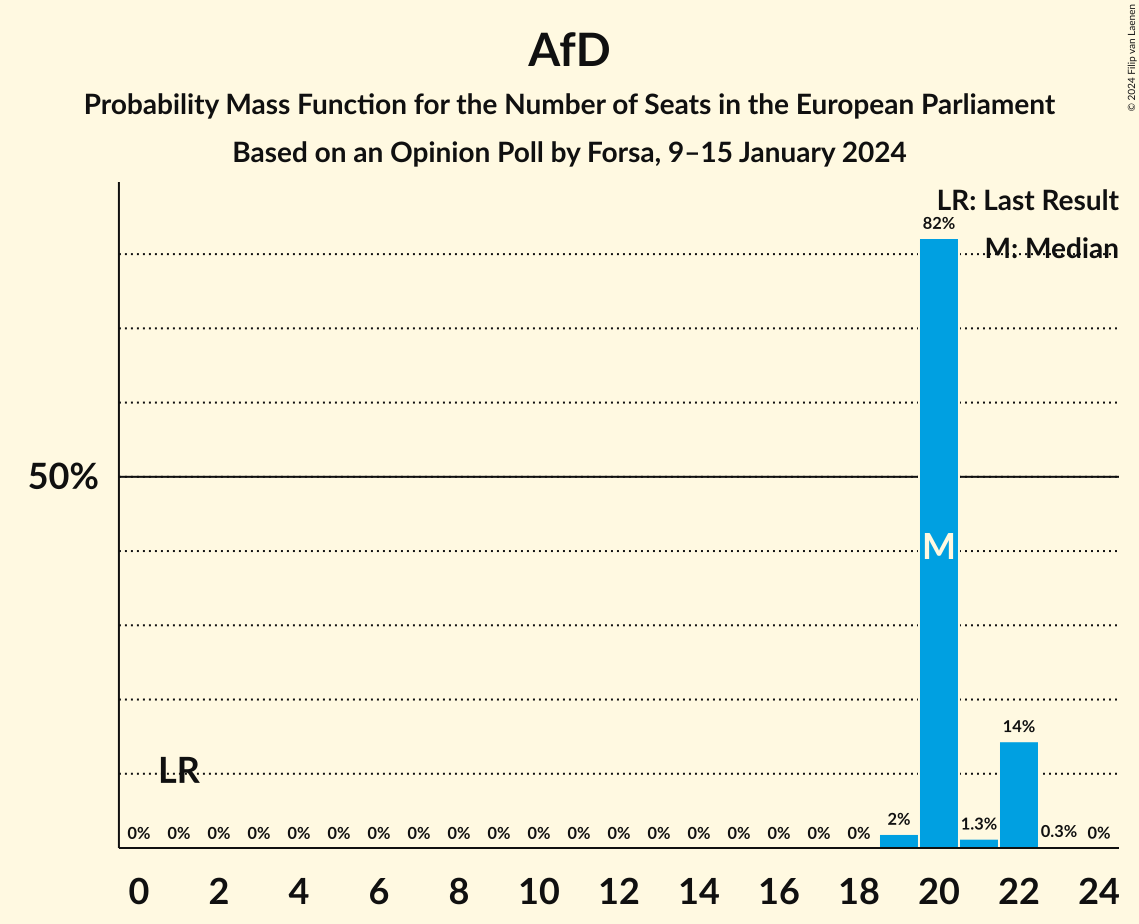 AfD
Probability Mass Function for the Number of Seats in the European Parliament
Based on an Opinion Poll by Forsa, 9–15 January 2024
© 2024 Filip van Laenen
LR: Last Result
M: Median
82%
50%
M
14%
LR
0% 0% 0% 0% 0% 0% 0% 0% 0% 0% 0% 0% 0% 0% 0% 0% 0% 0% 0% 2% 1.3% 0.3% 0%
0 2 4 6 8 10 12 14 16 18 20 22 24